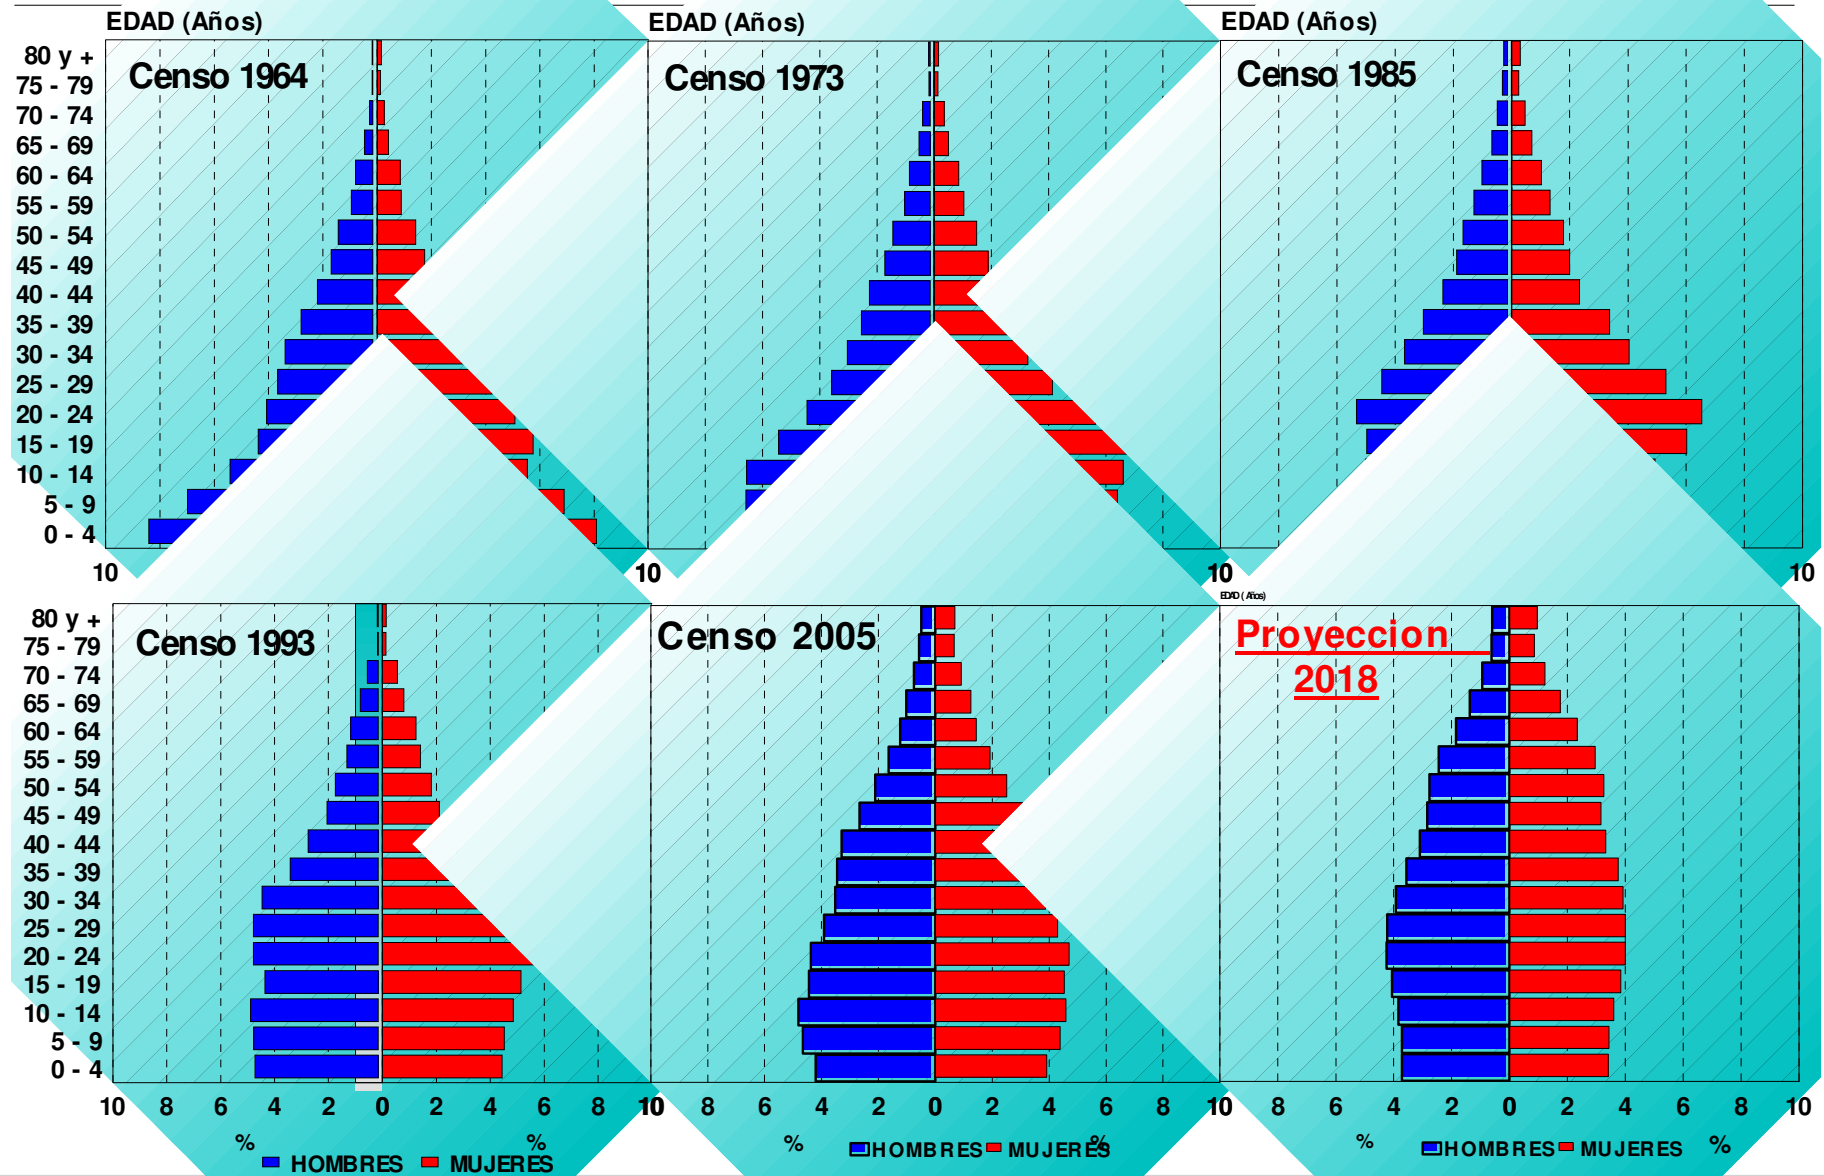 EDAD (Años)
EDAD (Años)
EDAD (Años)
Censo 1964
Censo 1973
Censo 1985
80 y +
75 - 79
70 - 74
65 - 69
60 - 64
55 - 59
50 - 54
45 - 49
40 - 44
35 - 39
30 - 34
25 - 29
20 - 24
15 - 19
10 - 14
5 - 9
0 - 4
10
10
10
10
EDAD (Años)
Censo 1993
Censo 2005
Proyeccion
2018
80 y +
75 - 79
70 - 74
65 - 69
60 - 64
55 - 59
50 - 54
45 - 49
40 - 44
35 - 39
30 - 34
25 - 29
20 - 24
15 - 19
10 - 14
5 - 9
0 - 4
10 8 6 4 2 0 2 4 6 8 10
8 6 4 2 0 2 4 6 8 10
8 6 4 2 0 2 4 6 8 10
% %
HOMBRES MUJERES
% %
HOMBRES MUJERES
% %
HOMBRES MUJERES